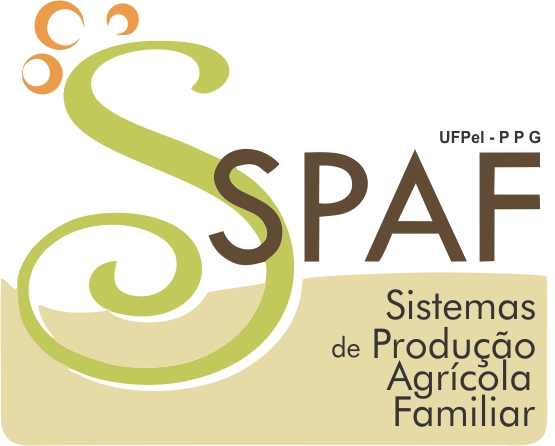 UFPel - P P G
SPAF
Sistemas
de Produção
Agrícola
Familiar